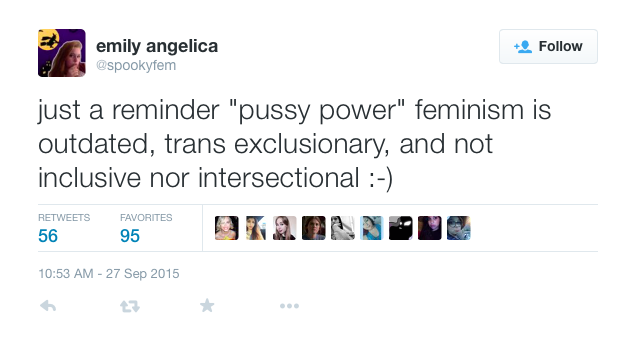 emily angelica
@spookyfem
Follow
just a reminder "pussy power" feminism is
outdated, trans exclusionary, and not
inclusive nor intersectional :-)
RETWEETS FAVORITES
56 95
10:53 AM - 27 Sep 2015